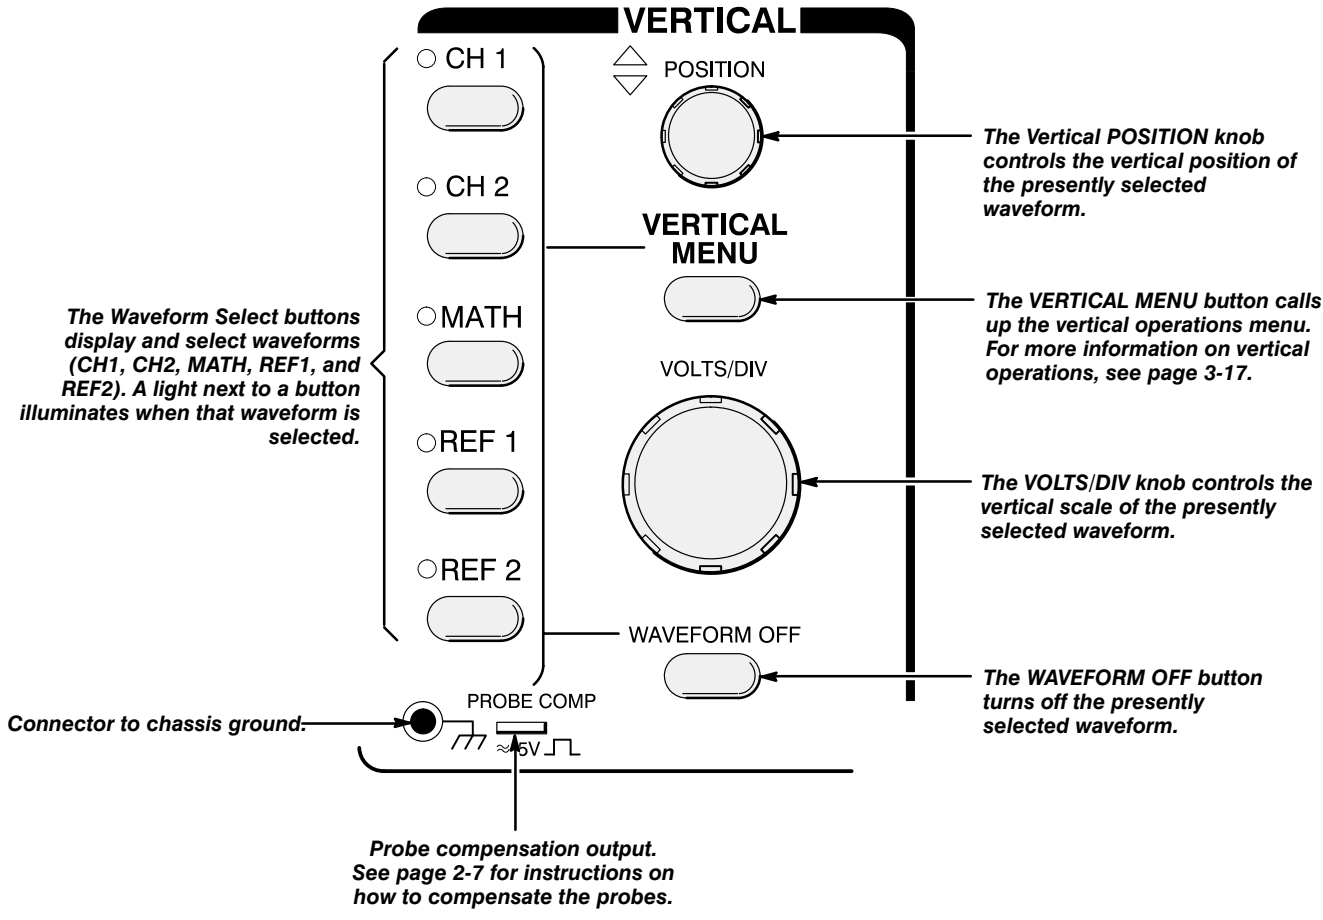 VERTICAL
CH 1
POSITION
CH 2
VERTICAL
MENU
MATH
VOLTS/DIV
REF 1
REF 2
WAVEFORM OFF
PROBE COMP
≈ 5V
The Waveform Select buttons
display and select waveforms
(CH1, CH2, MATH, REF1, and
REF2). A light next to a button
illuminates when that waveform is
selected.
Connector to chassis ground.
Probe compensation output.
See page 2-7 for instructions on
how to compensate the probes.
The Vertical POSITION knob
controls the vertical position of
the presently selected
waveform.
The VERTICAL MENU button calls
up the vertical operations menu.
For more information on vertical
operations, see page 3-17.
The VOLTS/DIV knob controls the
vertical scale of the presently
selected waveform.
The WAVEFORM OFF button
turns off the presently
selected waveform.